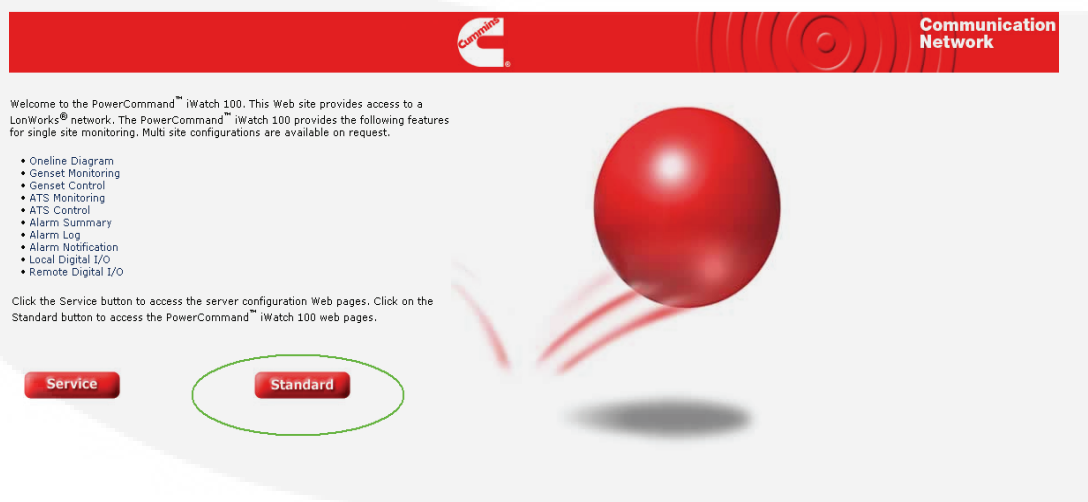 Cummins
®
Communication
Network
Welcome to the PowerCommand™ iWatch 100. This Web site provides access to a
LonWorks® network. The PowerCommand™ iWatch 100 provides the following features
for single site monitoring. Multi site configurations are available on request.
• Oneline Diagram
• Genset Monitoring
• Genset Control
• ATS Monitoring
• ATS Control
• Alarm Summary
• Alarm Log
• Alarm Notification
• Local Digital I/O
• Remote Digital I/O
Click the Service button to access the server configuration Web pages. Click on the
Standard button to access the PowerCommand™ iWatch 100 web pages.
Service
Standard